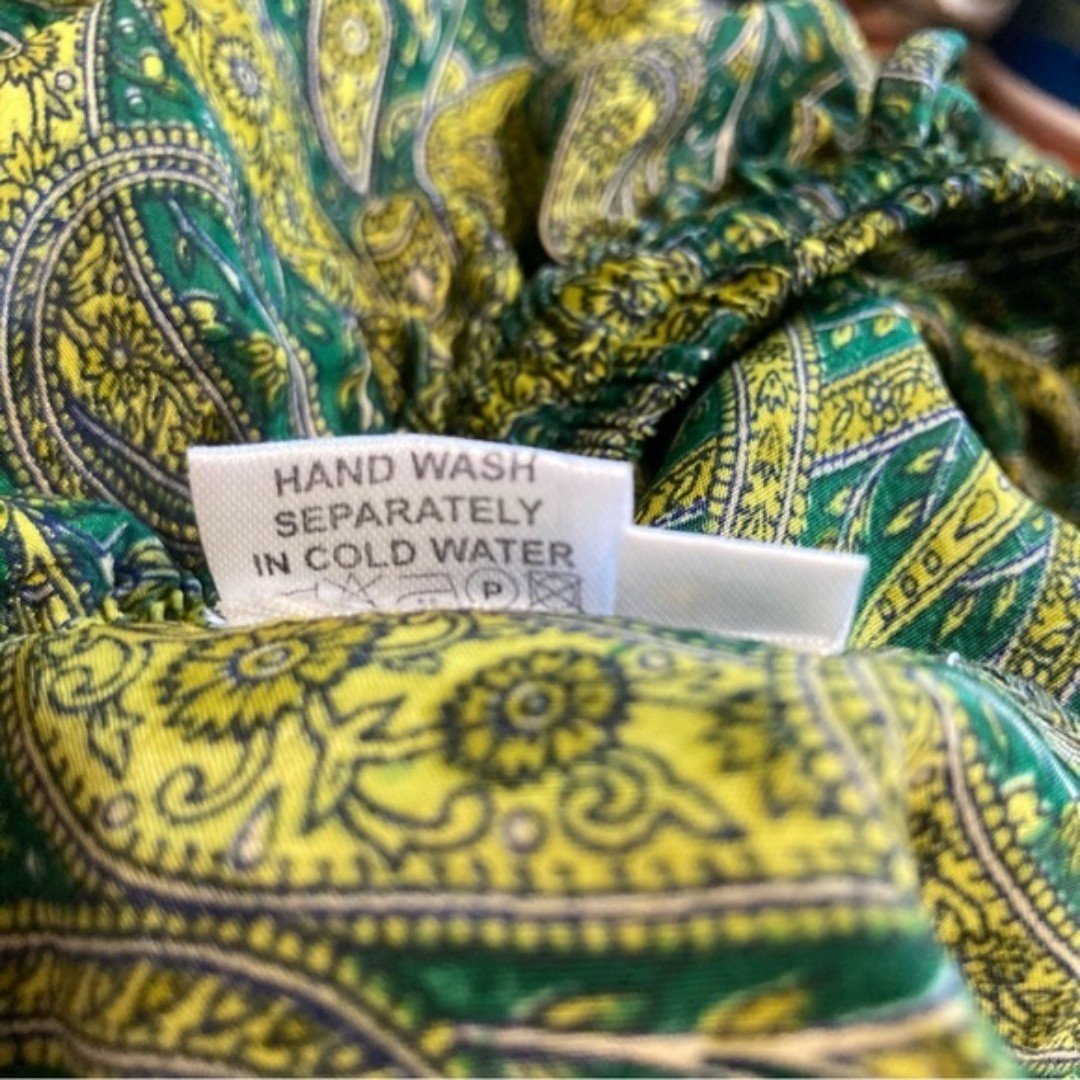 HAND WASH
SEPARATELY
IN COLD WATER
P